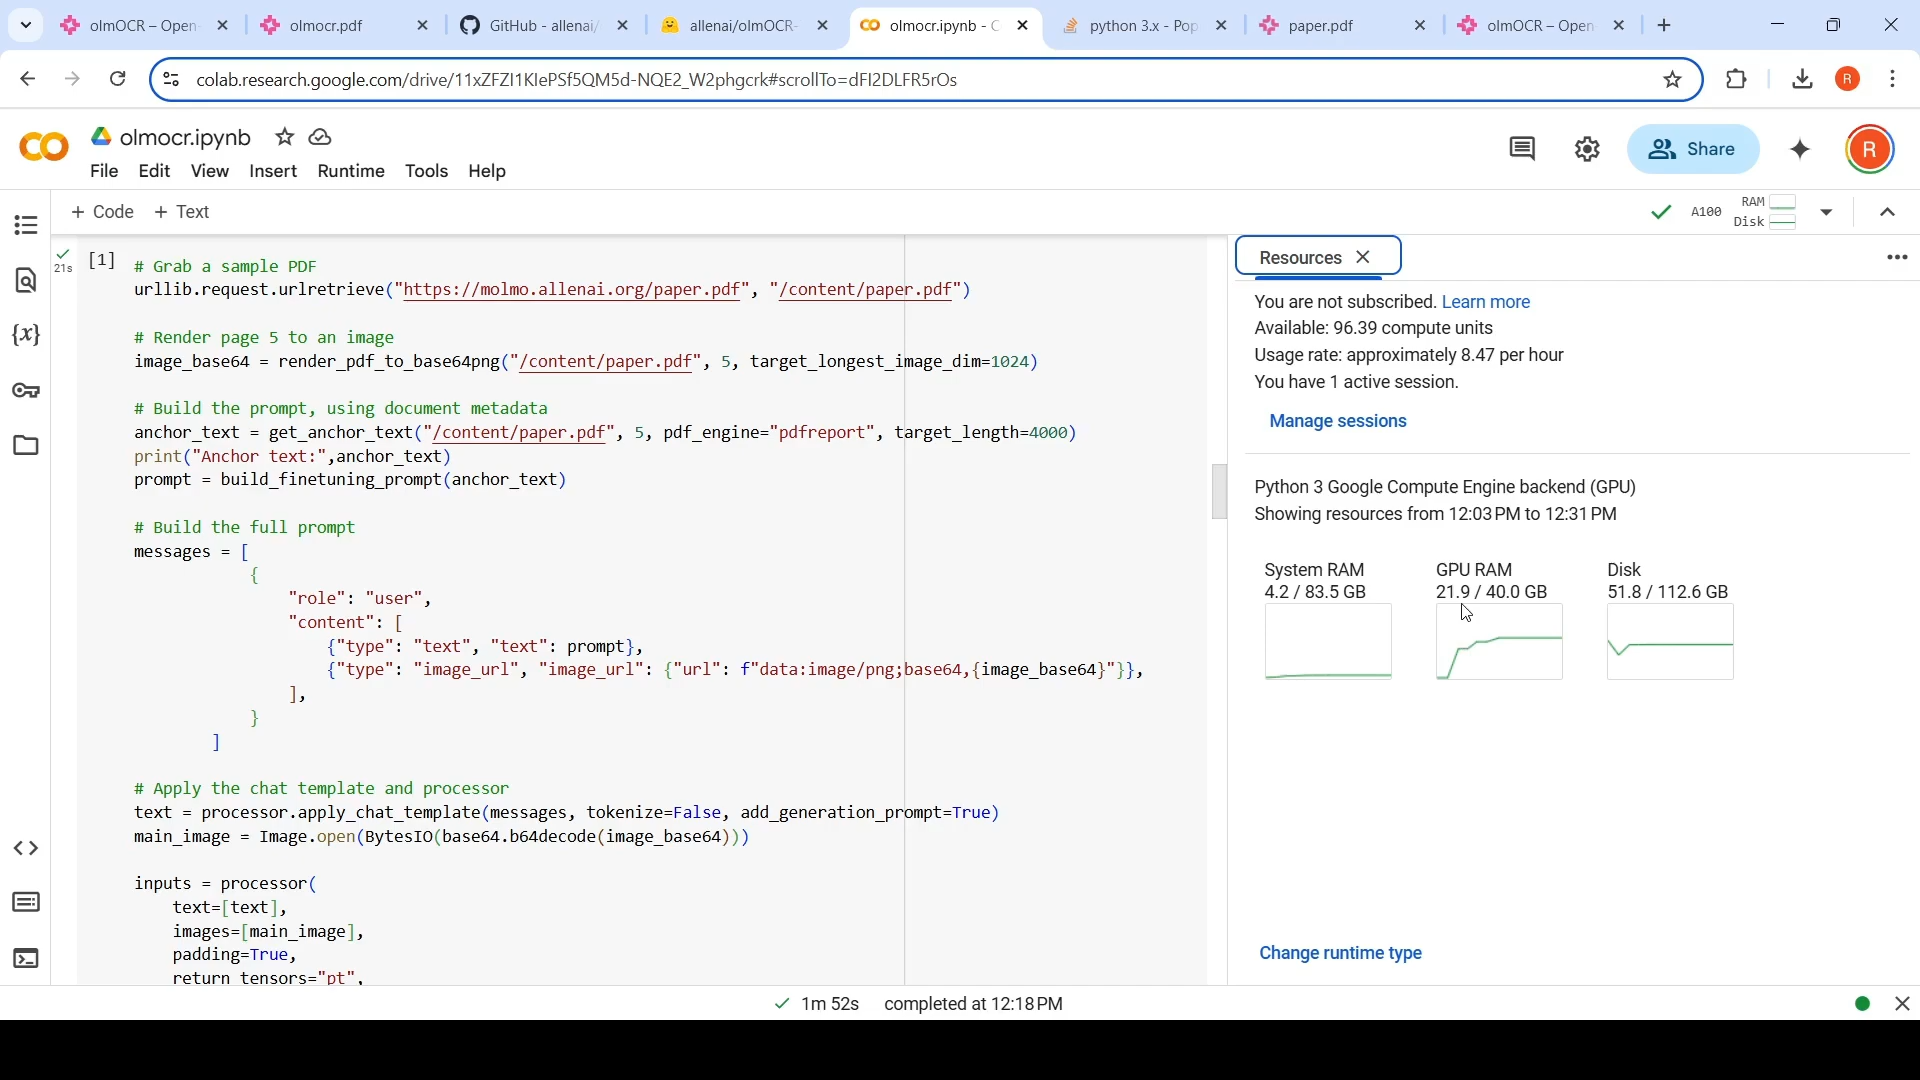 olmOCR – Open
olmocr.pdf
GitHub - allenai/
allenai/olmOCR-
olmocr.ipynb - C
python 3.x - Pop
paper.pdf
olmOCR – Open
colab.research.google.com/drive/11xZFZI1KlePSf5QM5d-NQE2_W2phgcrk#scrollTo=dFI2DLFR5rOs
R
CO
olmocr.ipynb
File Edit View Insert Runtime Tools Help
Share
R
+ Code + Text
A100
RAM
Disk
21s
[1]
# Grab a sample PDF
urllib.request.urlretrieve("https://molmo.allenai.org/paper.pdf", "/content/paper.pdf")
# Render page 5 to an image
image_base64 = render_pdf_to_base64png("/content/paper.pdf", 5, target_longest_image_dim=1024)
# Build the prompt, using document metadata
anchor_text = get_anchor_text("/content/paper.pdf", 5, pdf_engine="pdfreport", target_length=4000)
print("Anchor text:",anchor_text)
prompt = build_finetuning_prompt(anchor_text)
# Build the full prompt
messages = [
{
"role": "user",
"content": [
{"type": "text", "text": prompt},
{"type": "image_url", "image_url": {"url": f"data:image/png;base64,{image_base64}"}},
],
}
]
# Apply the chat template and processor
text = processor.apply_chat_template(messages, tokenize=False, add_generation_prompt=True)
main_image = Image.open(BytesIO(base64.b64decode(image_base64)))
inputs = processor(
text=[text],
images=[main_image],
padding=True,
return_tensors="pt",
Resources
You are not subscribed. Learn more
Available: 96.39 compute units
Usage rate: approximately 8.47 per hour
You have 1 active session.
Manage sessions
Python 3 Google Compute Engine backend (GPU)
Showing resources from 12:03 PM to 12:31 PM
System RAM
4.2 / 83.5 GB
GPU RAM
21.9 / 40.0 GB
Disk
51.8 / 112.6 GB
Change runtime type
1m 52s completed at 12:18 PM